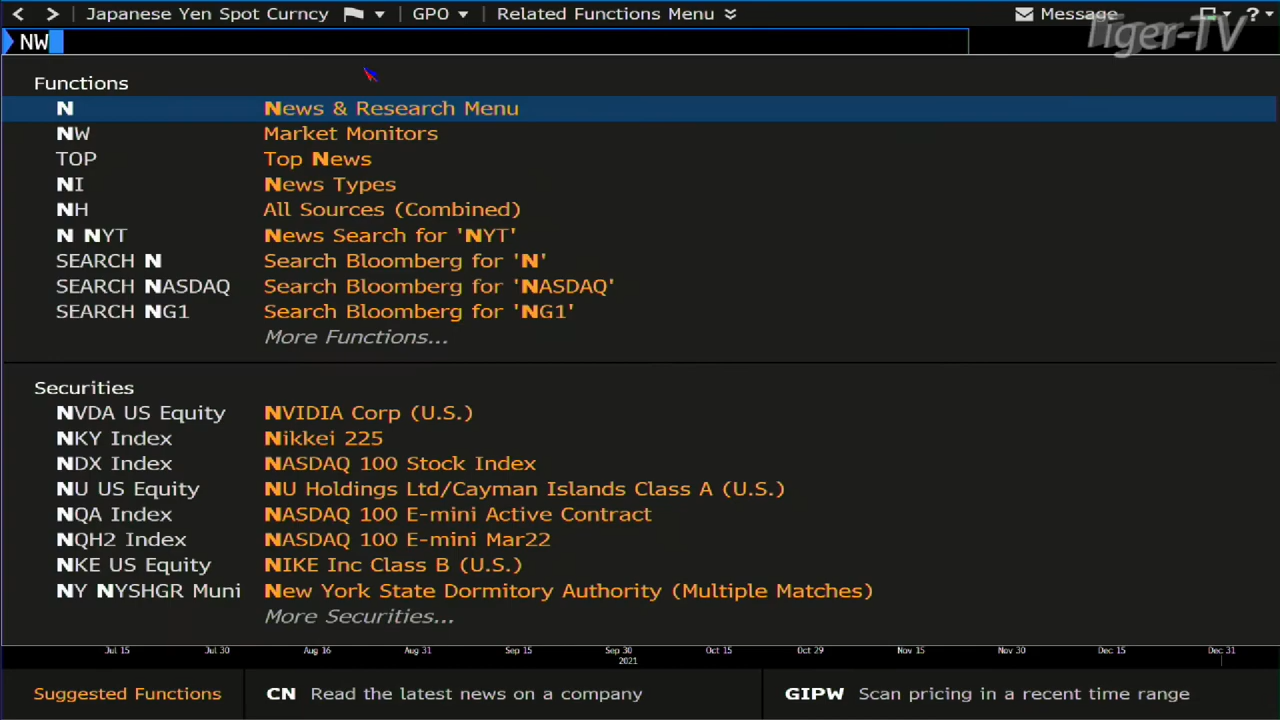 Japanese Yen Spot Curncy GPO Related Functions Menu Message ?
Tiger-TV
NW
Functions
N News & Research Menu
NW Market Monitors
TOP Top News
NI News Types
NH All Sources (Combined)
N NYT News Search for 'NYT'
SEARCH N Search Bloomberg for 'N'
SEARCH NASDAQ Search Bloomberg for 'NASDAQ'
SEARCH NG1 Search Bloomberg for 'NG1'
More Functions...
Securities
NVDA US Equity NVIDIA Corp (U.S.)
NKY Index Nikkei 225
NDX Index NASDAQ 100 Stock Index
NU US Equity NU Holdings Ltd/Cayman Islands Class A (U.S.)
NQA Index NASDAQ 100 E-mini Active Contract
NQH2 Index NASDAQ 100 E-mini Mar22
NKE US Equity NIKE Inc Class B (U.S.)
NY NYSHGR Muni New York State Dormitory Authority (Multiple Matches)
More Securities...
Jul 15 Jul 30 Aug 16 Aug 31 Sep 15 Sep 30 Oct 15 Oct 29 Nov 15 Nov 30 Dec 15 Dec 31
2021
Suggested Functions CN Read the latest news on a company GIPW Scan pricing in a recent time range